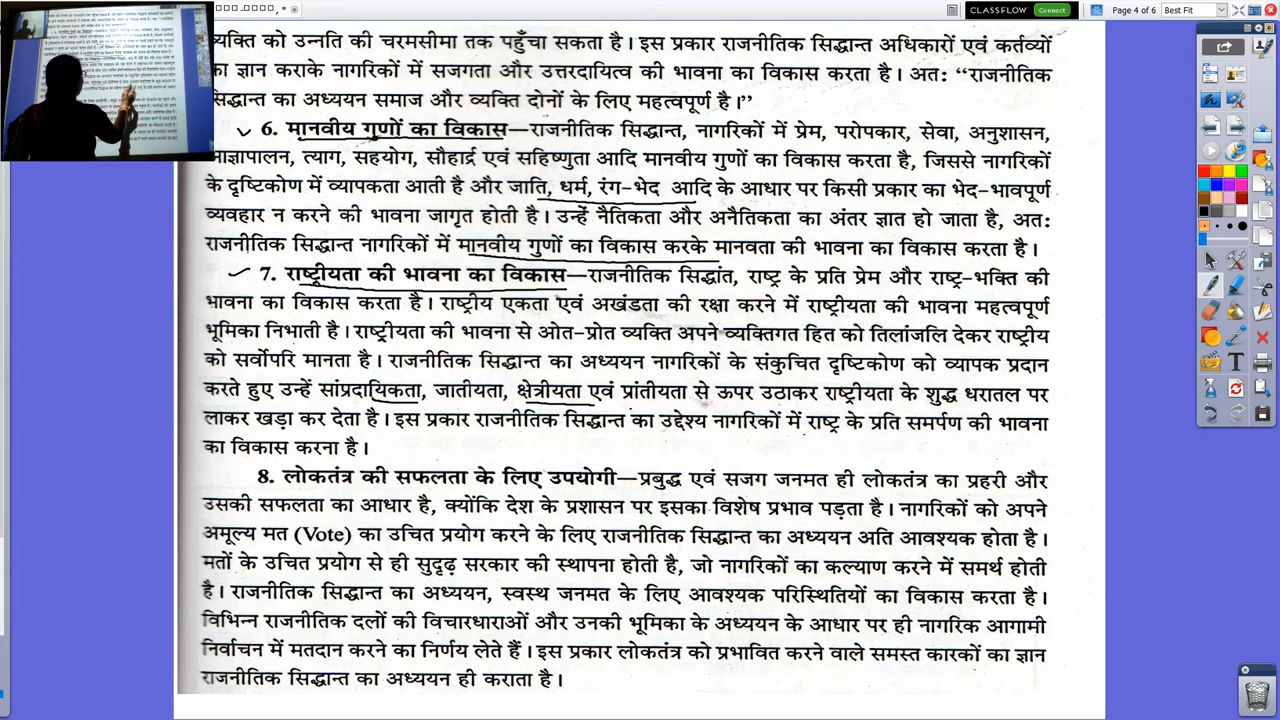 CLASSFLOW Connect Page 4 of 6 Best Fit
व्यक्ति को उन्नति की चरमसीमा तक पहुँचाना है। इस प्रकार राजनीतिक सिद्धान्त अधिकारों एवं कर्तव्यों
का ज्ञान कराके नागरिकों में सजगता और उत्तरदायित्व की भावना का विकास करता है। अतः “राजनीतिक
सिद्धान्त का अध्ययन समाज और व्यक्ति दोनों के लिए महत्वपूर्ण है।”
6. मानवीय गुणों का विकास—राजनीतिक सिद्धान्त, नागरिकों में प्रेम, उपकार, सेवा, अनुशासन,
आज्ञापालन, त्याग, सहयोग, सौहार्द्र एवं सहिष्णुता आदि मानवीय गुणों का विकास करता है, जिससे नागरिकों
के दृष्टिकोण में व्यापकता आती है और जाति, धर्म, रंग-भेद आदि के आधार पर किसी प्रकार का भेद-भावपूर्ण
व्यवहार न करने की भावना जागृत होती है। उन्हें नैतिकता और अनैतिकता का अंतर ज्ञात हो जाता है, अतः
राजनीतिक सिद्धान्त नागरिकों में मानवीय गुणों का विकास करके मानवता की भावना का विकास करता है।
7. राष्ट्रीयता की भावना का विकास—राजनीतिक सिद्धांत, राष्ट्र के प्रति प्रेम और राष्ट्र-भक्ति की
भावना का विकास करता है। राष्ट्रीय एकता एवं अखंडता की रक्षा करने में राष्ट्रीयता की भावना महत्वपूर्ण
भूमिका निभाती है। राष्ट्रीयता की भावना से ओत-प्रोत व्यक्ति अपने व्यक्तिगत हित को तिलांजलि देकर राष्ट्रीय
को सर्वोपरि मानता है। राजनीतिक सिद्धान्त का अध्ययन नागरिकों के संकुचित दृष्टिकोण को व्यापक प्रदान
करते हुए उन्हें सांप्रदायिकता, जातीयता, क्षेत्रीयता एवं प्रांतीयता से ऊपर उठाकर राष्ट्रीयता के शुद्ध धरातल पर
लाकर खड़ा कर देता है। इस प्रकार राजनीतिक सिद्धान्त का उद्देश्य नागरिकों में राष्ट्र के प्रति समर्पण की भावना
का विकास करना है।
8. लोकतंत्र की सफलता के लिए उपयोगी—प्रबुद्ध एवं सजग जनमत ही लोकतंत्र का प्रहरी और
उसकी सफलता का आधार है, क्योंकि देश के प्रशासन पर इसका विशेष प्रभाव पड़ता है। नागरिकों को अपने
अमूल्य मत (Vote) का उचित प्रयोग करने के लिए राजनीतिक सिद्धान्त का अध्ययन अति आवश्यक होता है।
मतों के उचित प्रयोग से ही सुदृढ़ सरकार की स्थापना होती है, जो नागरिकों का कल्याण करने में समर्थ होती
है। राजनीतिक सिद्धान्त का अध्ययन, स्वस्थ जनमत के लिए आवश्यक परिस्थितियों का विकास करता है।
विभिन्न राजनीतिक दलों की विचारधाराओं और उनकी भूमिका के अध्ययन के आधार पर ही नागरिक आगामी
निर्वाचन में मतदान करने का निर्णय लेते हैं। इस प्रकार लोकतंत्र को प्रभावित करने वाले समस्त कारकों का ज्ञान
राजनीतिक सिद्धान्त का अध्ययन ही कराता है।